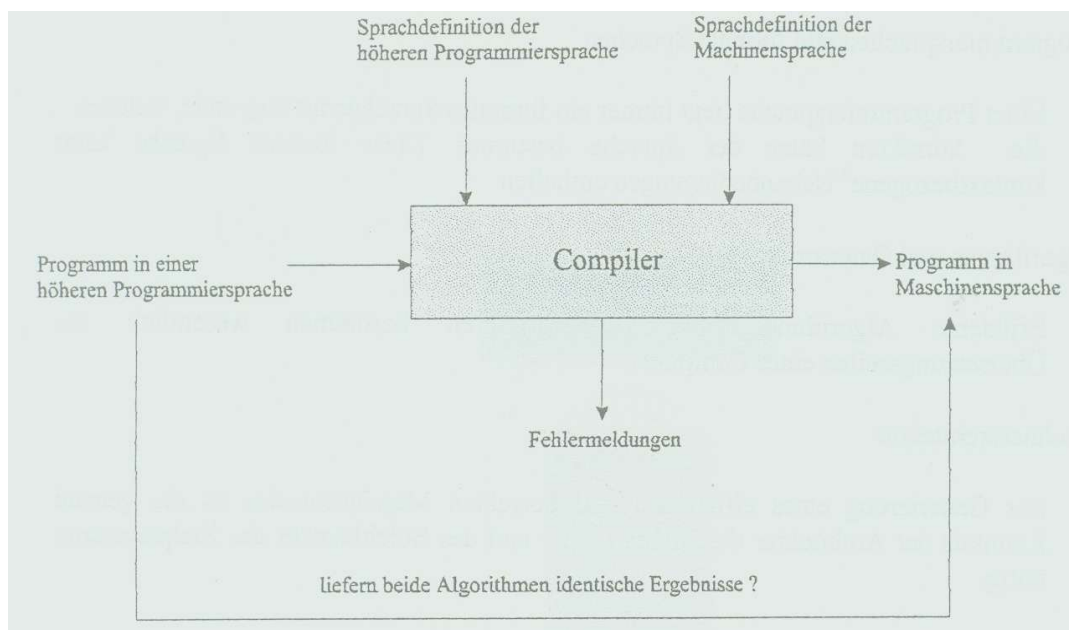 Sprachdefinition der
höheren Programmiersprache
Sprachdefinition der
Machinensprache
Compiler
Programm in einer
höheren Programmiersprache
Programm in
Maschinensprache
Fehlermeldungen
liefern beide Algorithmen identische Ergebnisse ?